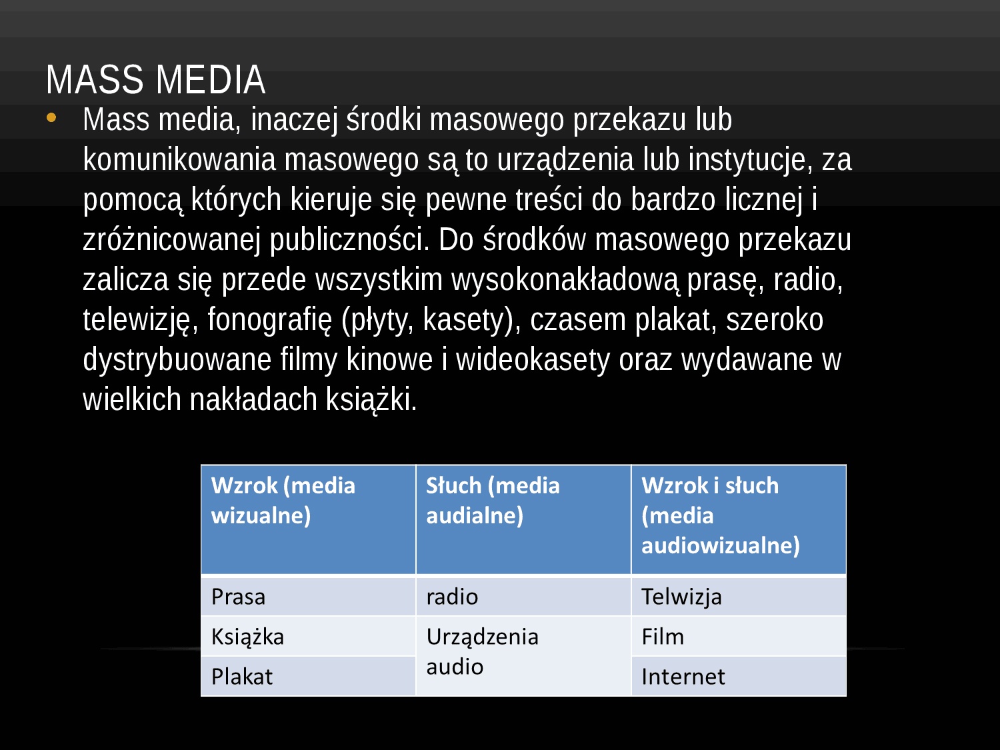 MASS MEDIA
• Mass media, inaczej środki masowego przekazu lub
komunikowania masowego są to urządzenia lub instytucje, za
pomocą których kieruje się pewne treści do bardzo licznej i
zróżnicowanej publiczności. Do środków masowego przekazu
zalicza się przede wszystkim wysokonakładową prasę, radio,
telewizję, fonografię (płyty, kasety), czasem plakat, szeroko
dystrybuowane filmy kinowe i wideokasety oraz wydawane w
wielkich nakładach książki.
Wzrok (media
wizualne)
Słuch (media
audialne)
Wzrok i słuch
(media
audiowizualne)
Prasa
radio
Telwizja
Książka
Urządzenia
audio
Film
Plakat
Internet